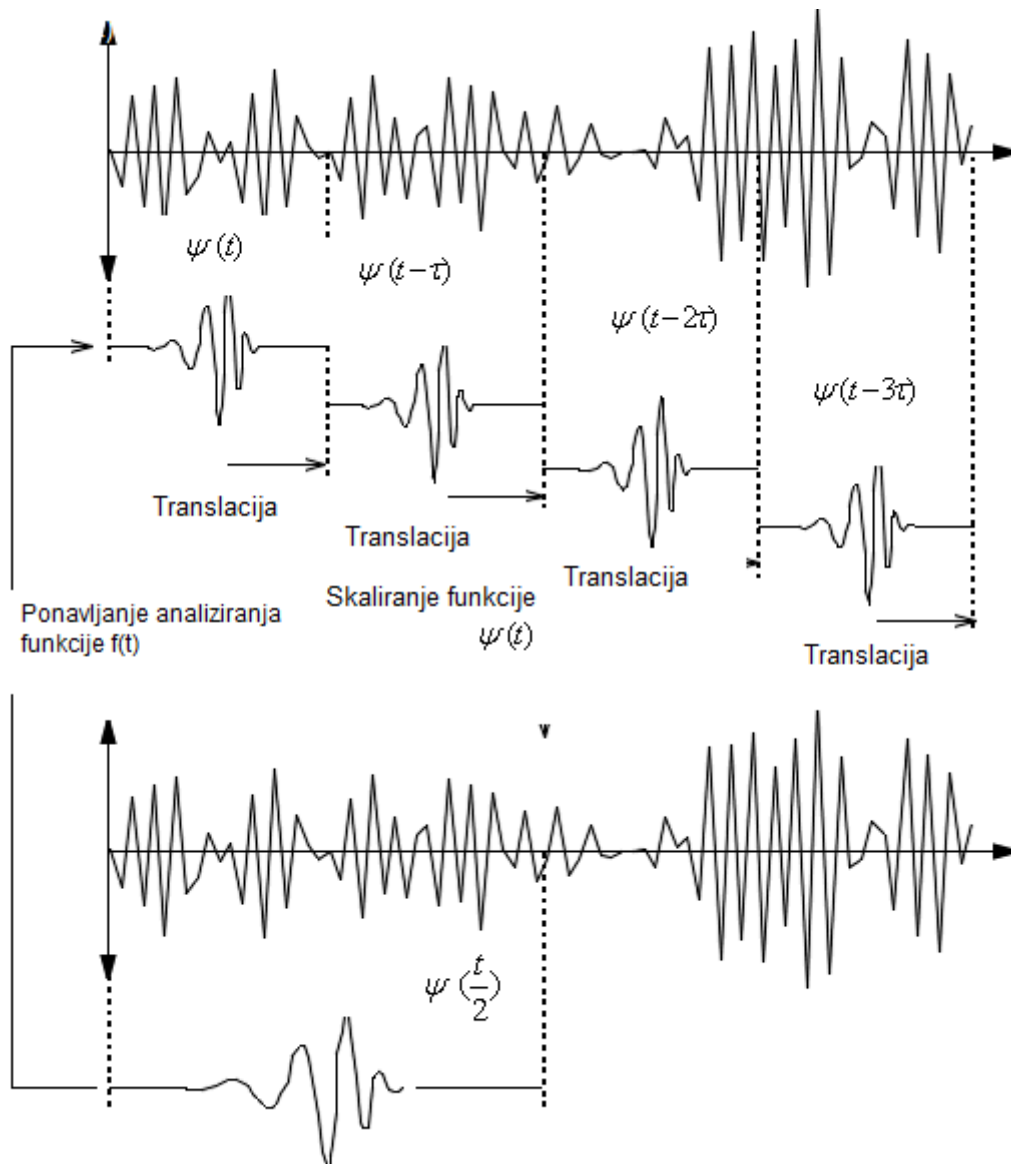 ψ(t)
ψ(t−τ)
ψ(t−2τ)
ψ(t−3τ)
Translacija
Translacija
Translacija
Skaliranje funkcije
ψ(t)
Ponavljanje analiziranja
funkcije f(t)
Translacija
ψ(t/2)